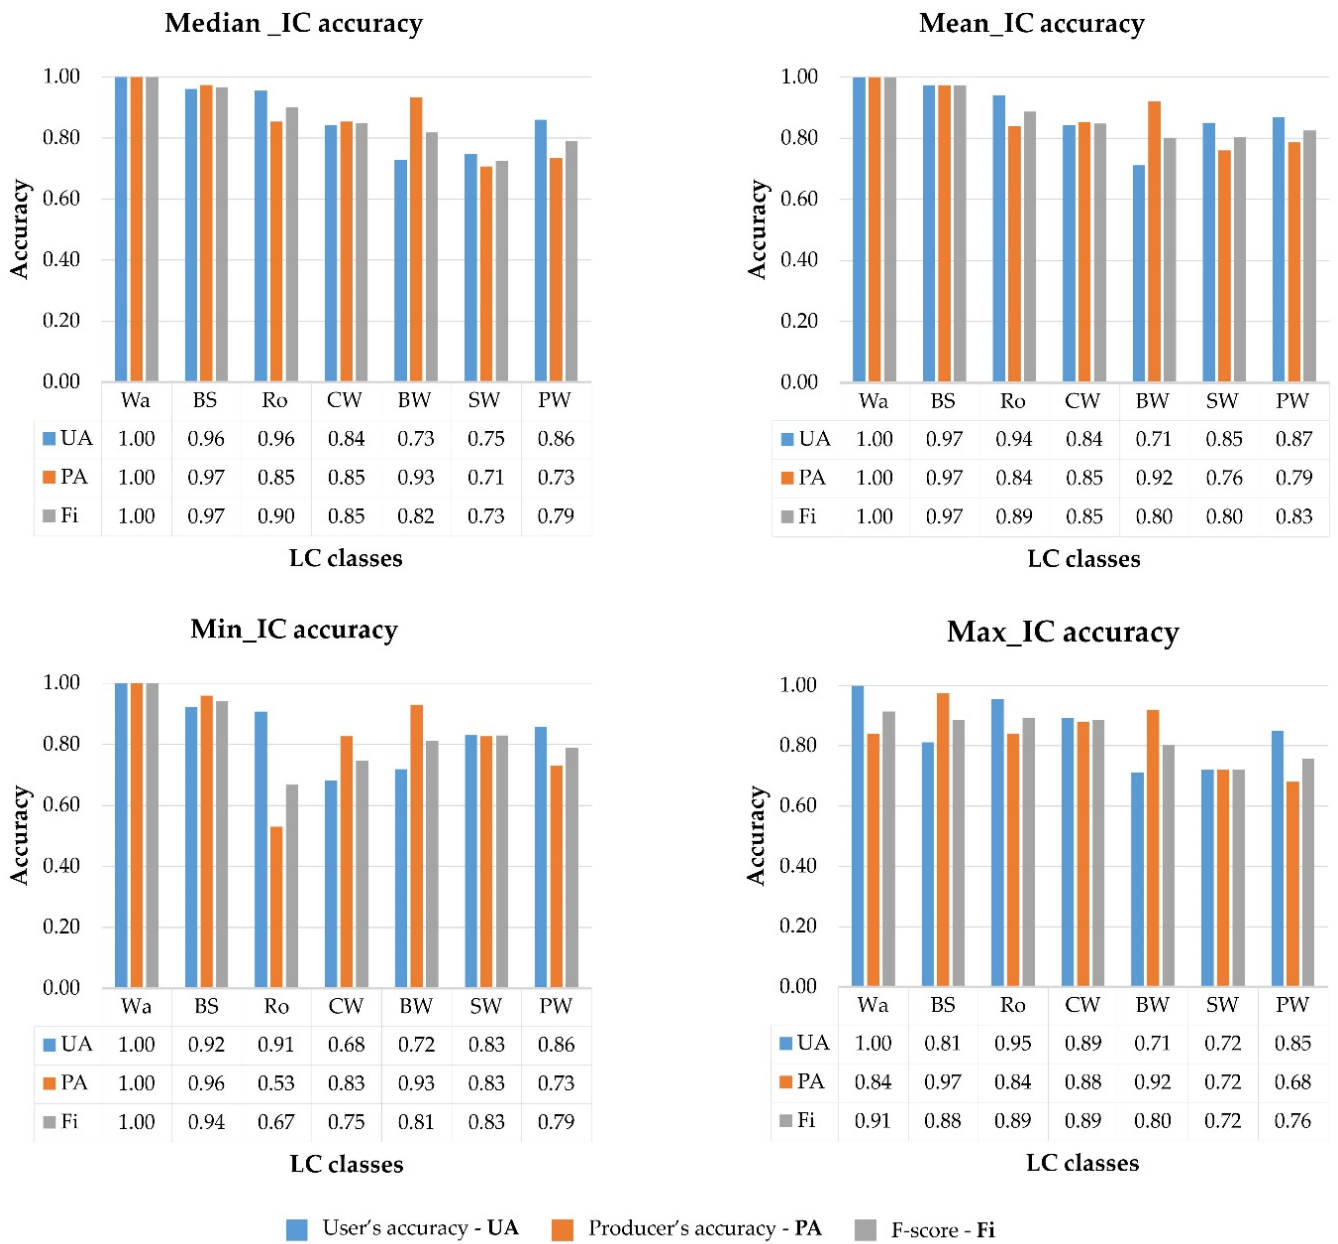 Median _IC accuracy
Accuracy
1.00
0.80
0.60
0.40
0.20
0.00
Wa BS Ro CW BW SW PW
UA 1.00 0.96 0.96 0.84 0.73 0.75 0.86
PA 1.00 0.97 0.85 0.85 0.93 0.71 0.73
Fi 1.00 0.97 0.90 0.85 0.82 0.73 0.79
LC classes
Mean_IC accuracy
Accuracy
1.00
0.80
0.60
0.40
0.20
0.00
Wa BS Ro CW BW SW PW
UA 1.00 0.97 0.94 0.84 0.71 0.85 0.87
PA 1.00 0.97 0.84 0.85 0.92 0.76 0.79
Fi 1.00 0.97 0.89 0.85 0.80 0.80 0.83
LC classes
Min_IC accuracy
Accuracy
1.00
0.80
0.60
0.40
0.20
0.00
Wa BS Ro CW BW SW PW
UA 1.00 0.92 0.91 0.68 0.72 0.83 0.86
PA 1.00 0.96 0.53 0.83 0.93 0.83 0.73
Fi 1.00 0.94 0.67 0.75 0.81 0.83 0.79
LC classes
Max_IC accuracy
Accuracy
1.00
0.80
0.60
0.40
0.20
0.00
Wa BS Ro CW BW SW PW
UA 1.00 0.81 0.95 0.89 0.71 0.72 0.85
PA 0.84 0.97 0.84 0.88 0.92 0.72 0.68
Fi 0.91 0.88 0.89 0.89 0.80 0.72 0.76
LC classes
User's accuracy - UA Producer's accuracy - PA F-score - Fi